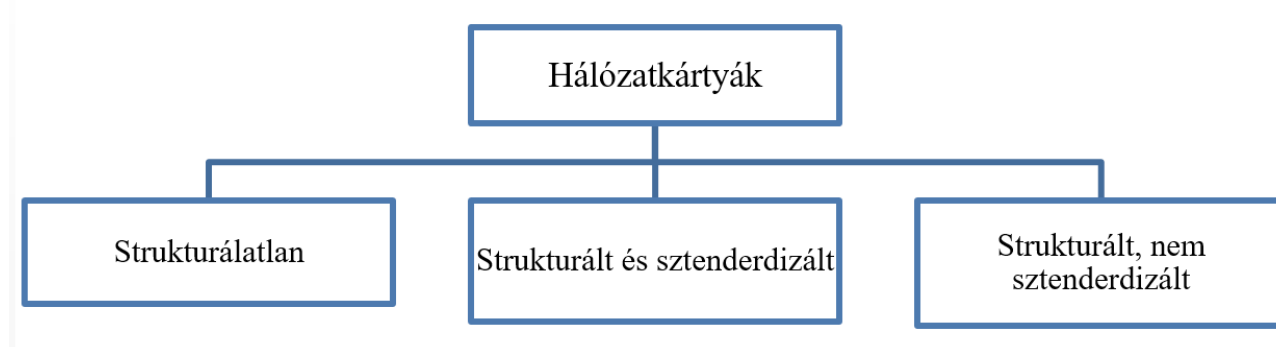 Hálózatkártyák
Strukturálatlan
Strukturált és sztenderdizált
Strukturált, nem
sztenderdizált